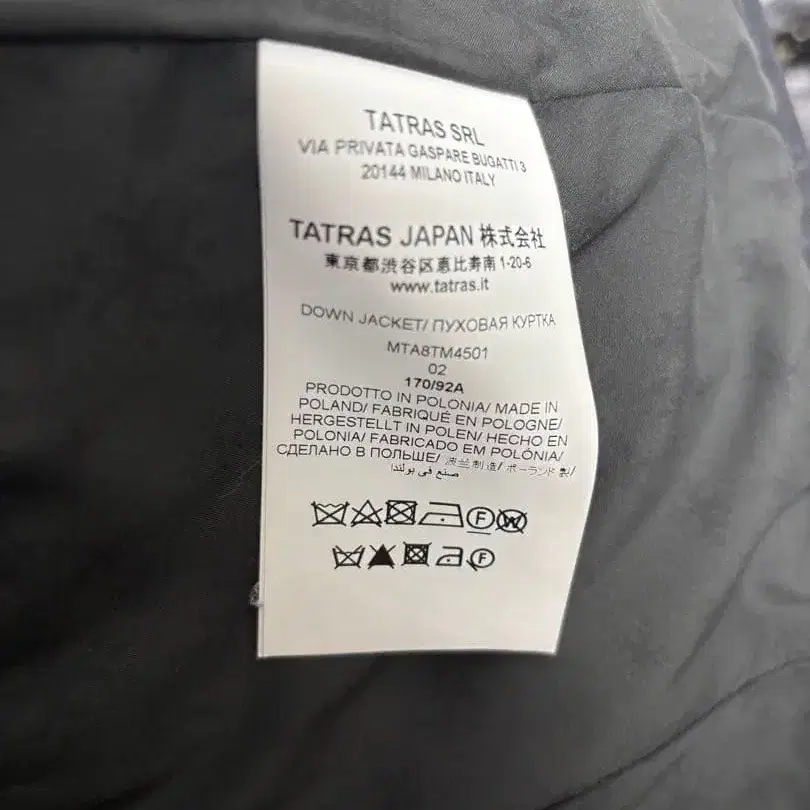 TATRAS SRL
VIA PRIVATA GASPARE BUGATTI 3
20144 MILANO ITALY
TATRAS JAPAN 株式会社
東京都渋谷区恵比寿南 1-20-6
www.tatras.it
DOWN JACKET/ ПУХОВАЯ КУРТКА
MTA8TM4501
02
170/92A
PRODOTTO IN POLONIA/ MADE IN
POLAND/ FABRIQUÉ EN POLOGNE/
HERGESTELLT IN POLEN/ HECHO EN
POLONIA/ FABRICADO EM POLÓNIA/
СДЕЛАНО В ПОЛЬШЕ/ 波兰制造/ ポーランド製/
صنع في بولندا
F W
F